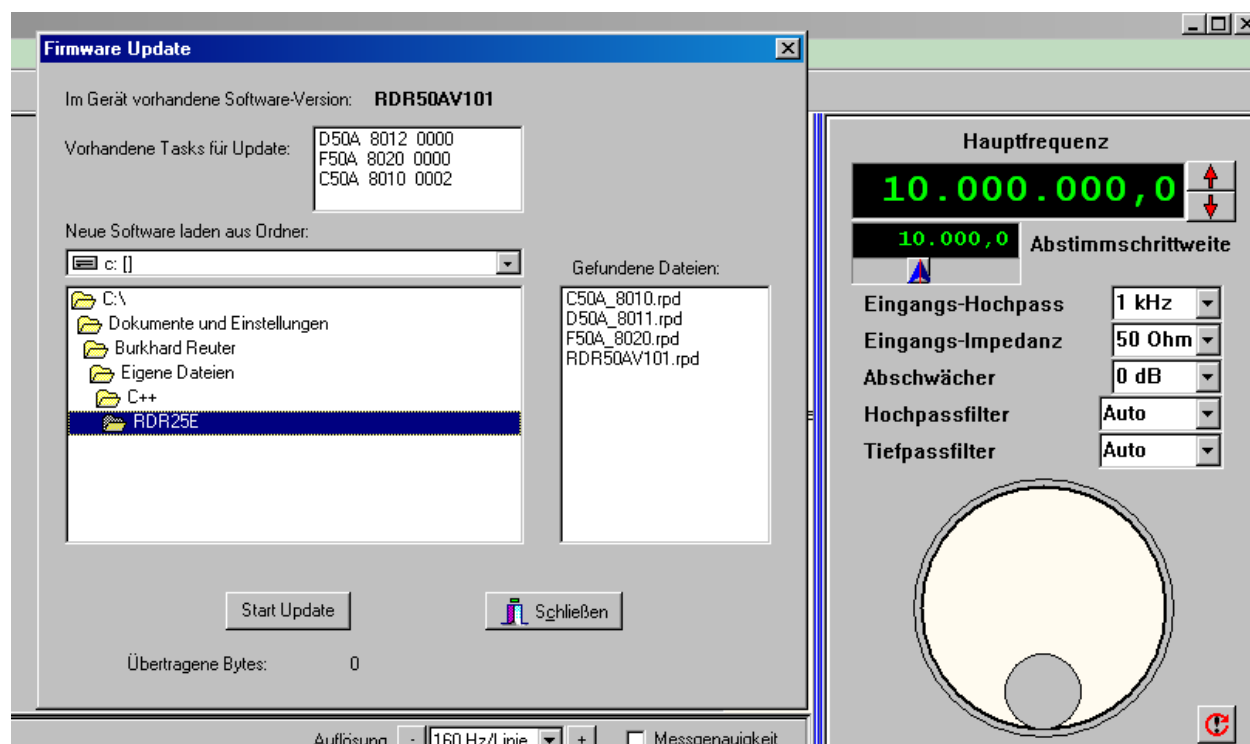 Firmware Update
Im Gerät vorhandene Software-Version: RDR50AV101
Vorhandene Tasks für Update:
D50A 8012 0000
F50A 8020 0000
C50A 8010 0002
Neue Software laden aus Ordner:
c: []
C:\
Dokumente und Einstellungen
Burkhard Reuter
Eigene Dateien
C++
RDR25E
Gefundene Dateien:
C50A_8010.rpd
D50A_8011.rpd
F50A_8020.rpd
RDR50AV101.rpd
Start Update
Schließen
Übertragene Bytes: 0
Hauptfrequenz
10.000.000,0
10.000,0 Abstimmschrittweite
Eingangs-Hochpass 1 kHz
Eingangs-Impedanz 50 Ohm
Abschwächer 0 dB
Hochpassfilter Auto
Tiefpassfilter Auto
Auflösung - 160 Hz/Linie + Messgenauigkeit